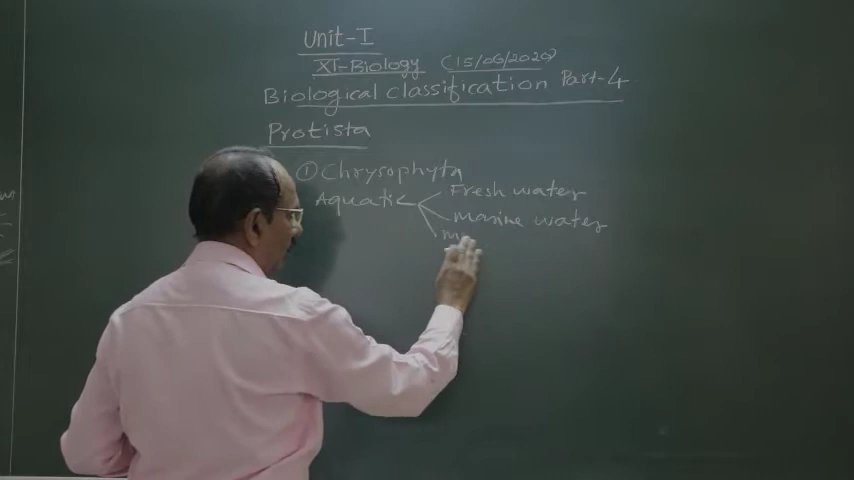 Unit-I
XI-Biology (15/06/2020)
Biological classification Part-4
Protista
① Chrysophyta
Aquatic
Fresh water
marine water